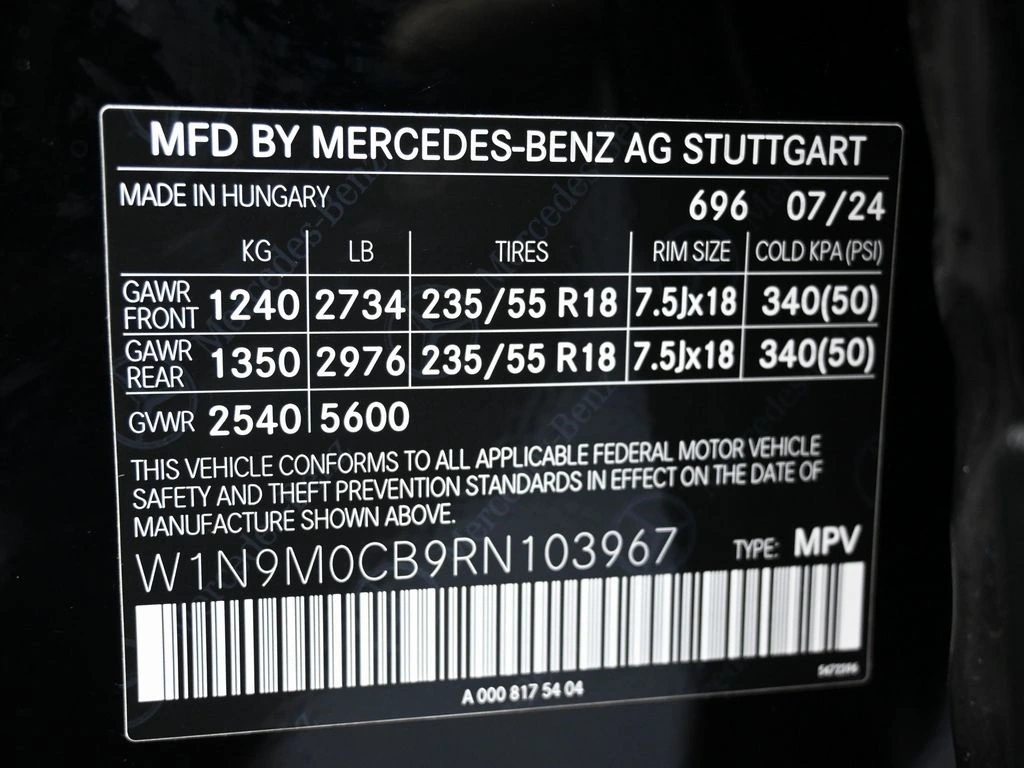 MFD BY MERCEDES-BENZ AG STUTTGART
MADE IN HUNGARY 696 07/24
KG LB TIRES RIM SIZE COLD KPA (PSI)
GAWR FRONT 1240 2734 235/55 R18 7.5Jx18 340(50)
GAWR REAR 1350 2976 235/55 R18 7.5Jx18 340(50)
GVWR 2540 5600
THIS VEHICLE CONFORMS TO ALL APPLICABLE FEDERAL MOTOR VEHICLE
SAFETY AND THEFT PREVENTION STANDARDS IN EFFECT ON THE DATE OF
MANUFACTURE SHOWN ABOVE.
W1N9M0CB9RN103967 TYPE: MPV
A 000 817 54 04